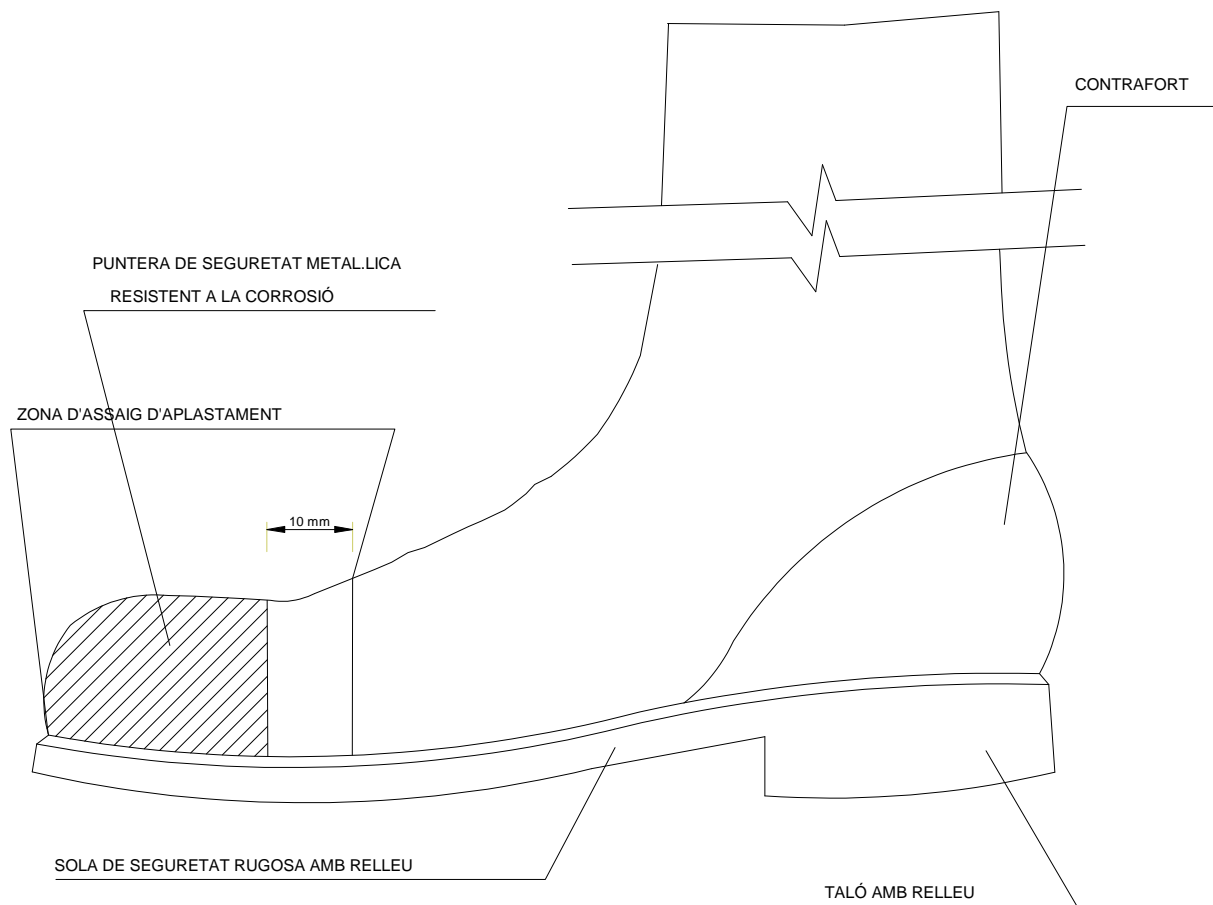 CONTRAFORT
PUNTERA DE SEGURETAT METAL.LICA
RESISTENT A LA CORROSIÓ
ZONA D'ASSAIG D'APLASTAMENT
10 mm
SOLA DE SEGURETAT RUGOSA AMB RELLEU
TALÓ AMB RELLEU